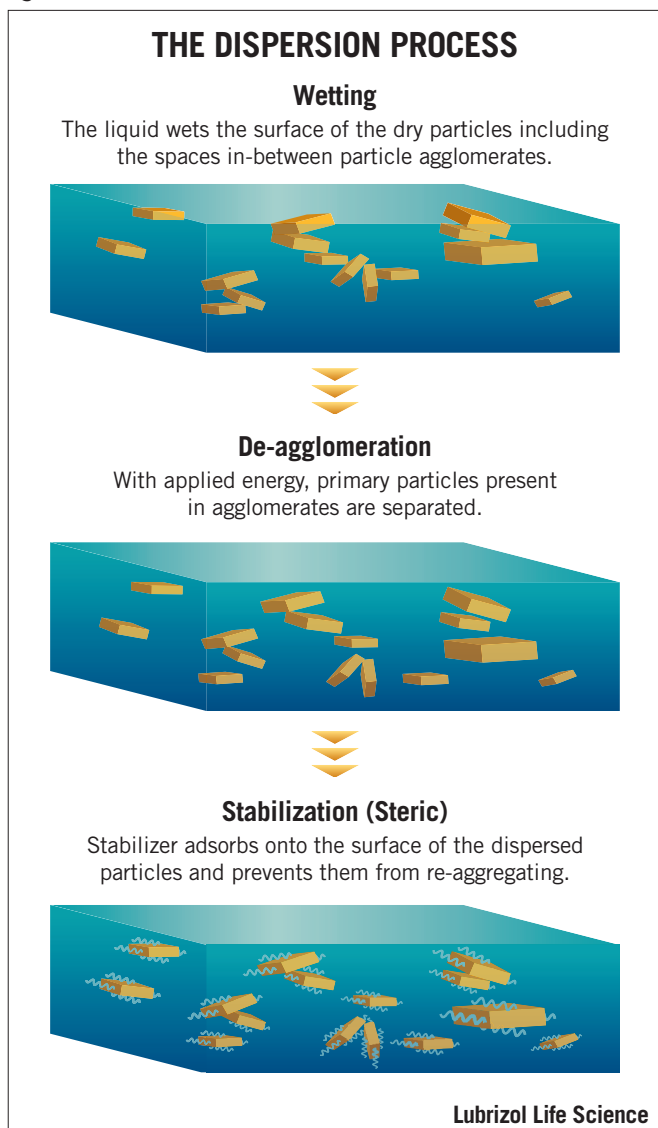 THE DISPERSION PROCESS
Wetting
The liquid wets the surface of the dry particles including
the spaces in-between particle agglomerates.
De-agglomeration
With applied energy, primary particles present
in agglomerates are separated.
Stabilization (Steric)
Stabilizer adsorbs onto the surface of the dispersed
particles and prevents them from re-aggregating.
Lubrizol Life Science